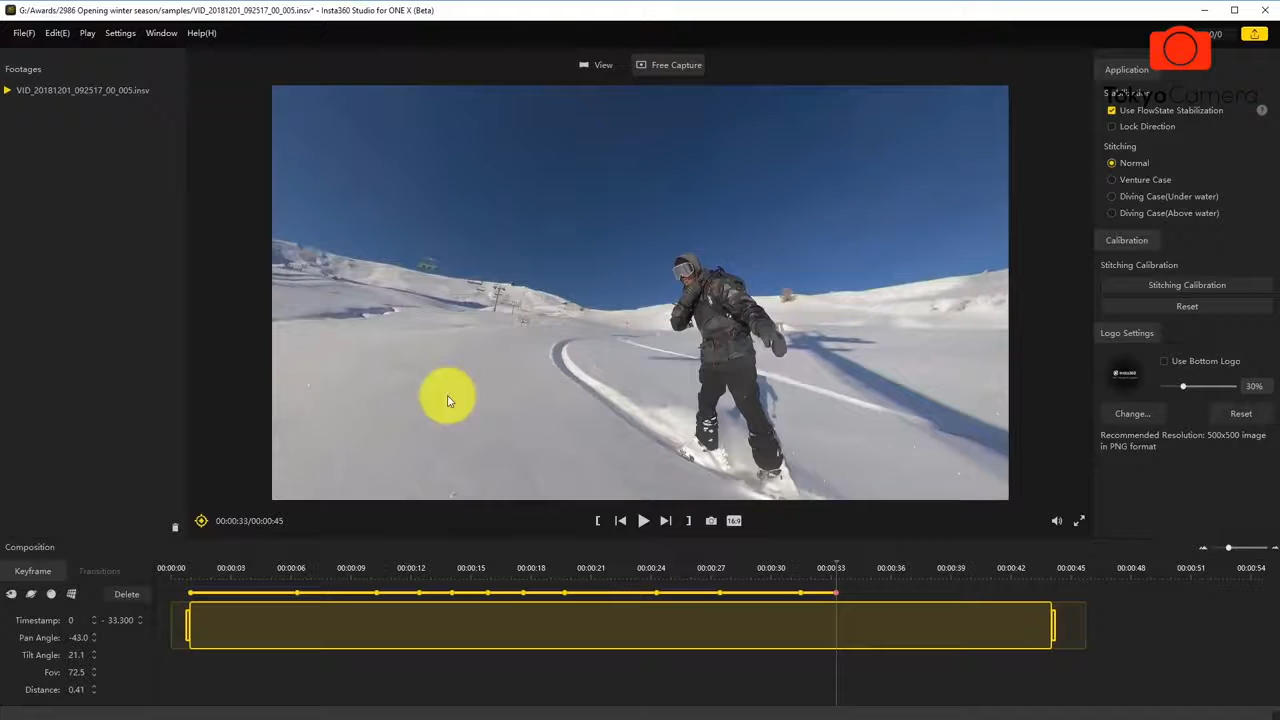 G:/Awards/2986 Opening winter season/samples/VID_20181201_092517_00_005.insv* - Insta360 Studio for ONE X (Beta)
File(F) Edit(E) Play Settings Window Help(H)
0/0
Footages
VID_20181201_092517_00_005.insv
View Free Capture
Application
TokyoCamera
Use FlowState Stabilization ?
Lock Direction
Stitching
Normal
Venture Case
Diving Case(Under water)
Diving Case(Above water)
Calibration
Stitching Calibration
Stitching Calibration
Reset
Logo Settings
Insta360
Use Bottom Logo
30%
Change... Reset
Recommended Resolution: 500x500 image
in PNG format
00:00:33/00:00:45
16:9
Composition
Keyframe Transitions
00:00:00 00:00:03 00:00:06 00:00:09 00:00:12 00:00:15 00:00:18 00:00:21 00:00:24 00:00:27 00:00:30 00:00:33 00:00:36 00:00:39 00:00:42 00:00:45 00:00:48 00:00:51 00:00:54
Delete
Timestamp: 0 - 33.300
Pan Angle: -43.0
Tilt Angle: 21.1
Fov: 72.5
Distance: 0.41